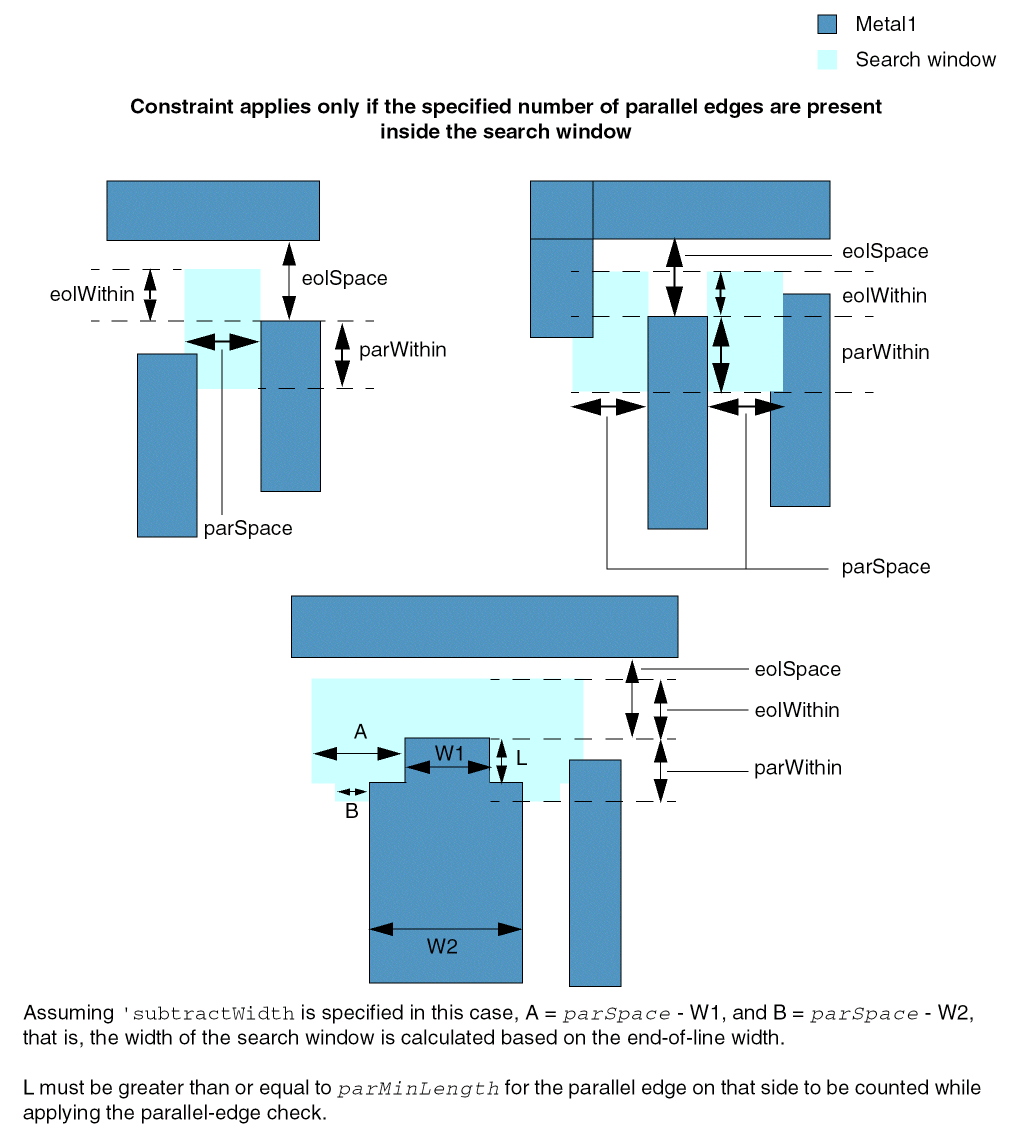 Metal1
Search window
Constraint applies only if the specified number of parallel edges are present
inside the search window
eolSpace
eolWithin
parWithin
parSpace
eolSpace
eolWithin
parWithin
parSpace
eolSpace
eolWithin
parWithin
A
W1
L
B
W2
Assuming 'subtractWidth is specified in this case, A = parSpace - W1, and B = parSpace - W2,
that is, the width of the search window is calculated based on the end-of-line width.
L must be greater than or equal to parMinLength for the parallel edge on that side to be counted while
applying the parallel-edge check.